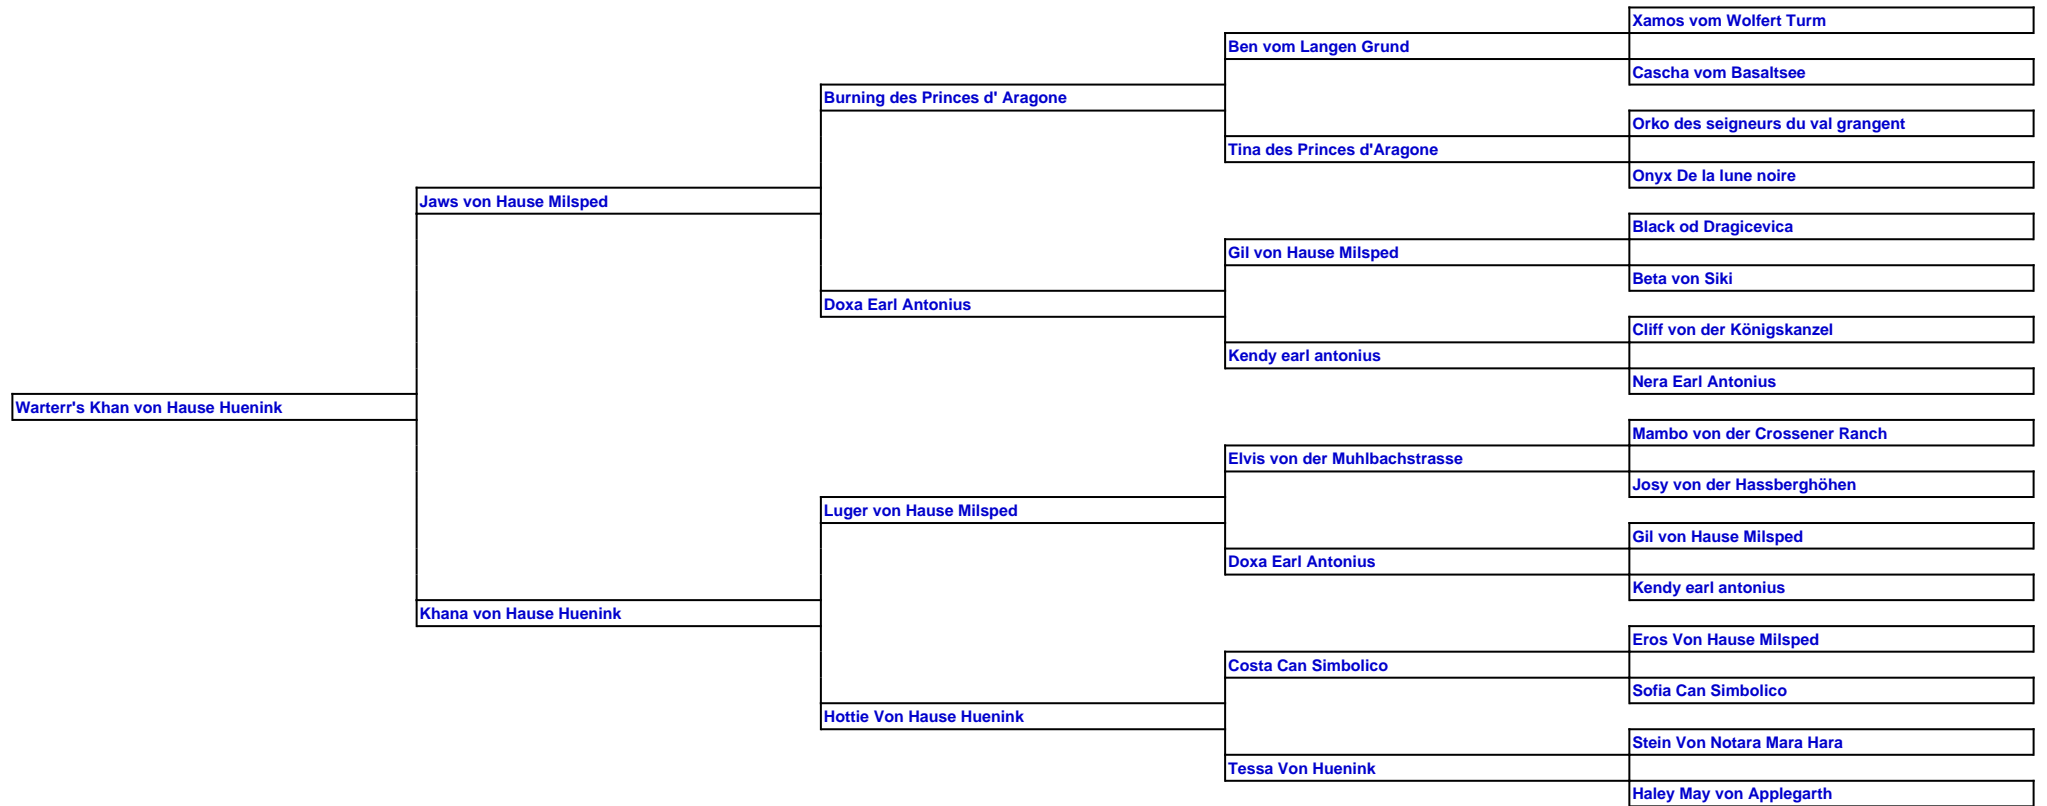 Xamos vom Wolfert Turm
Ben vom Langen Grund
Cascha vom Basaltsee
Burning des Princes d' Aragone
Orko des seigneurs du val grangent
Tina des Princes d'Aragone
Onyx De la lune noire
Jaws von Hause Milsped
Black od Dragicevica
Gil von Hause Milsped
Beta von Siki
Doxa Earl Antonius
Cliff von der Königskanzel
Kendy earl antonius
Nera Earl Antonius
Warterr's Khan von Hause Huenink
Mambo von der Crossener Ranch
Elvis von der Muhlbachstrasse
Josy von der Hassberghöhen
Luger von Hause Milsped
Gil von Hause Milsped
Doxa Earl Antonius
Kendy earl antonius
Khana von Hause Huenink
Eros Von Hause Milsped
Costa Can Simbolico
Sofia Can Simbolico
Hottie Von Hause Huenink
Stein Von Notara Mara Hara
Tessa Von Huenink
Haley May von Applegarth